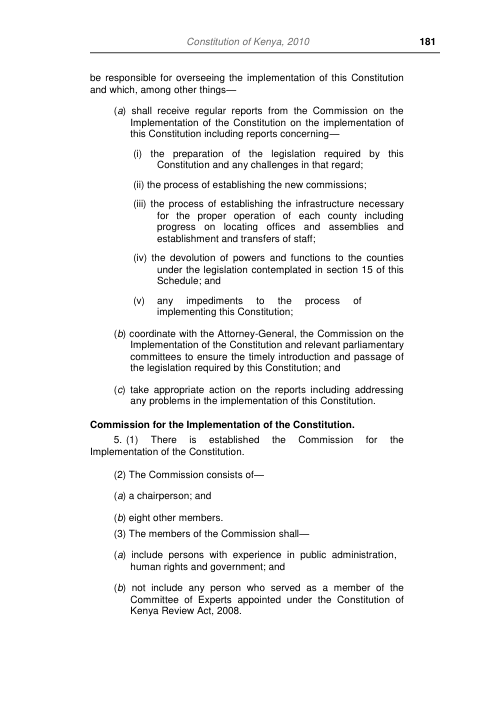 Constitution of Kenya, 2010 181
be responsible for overseeing the implementation of this Constitution
and which, among other things—
(a) shall receive regular reports from the Commission on the
Implementation of the Constitution on the implementation of
this Constitution including reports concerning—
(i) the preparation of the legislation required by this
Constitution and any challenges in that regard;
(ii) the process of establishing the new commissions;
(iii) the process of establishing the infrastructure necessary
for the proper operation of each county including
progress on locating offices and assemblies and
establishment and transfers of staff;
(iv) the devolution of powers and functions to the counties
under the legislation contemplated in section 15 of this
Schedule; and
(v) any impediments to the process of
implementing this Constitution;
(b) coordinate with the Attorney-General, the Commission on the
Implementation of the Constitution and relevant parliamentary
committees to ensure the timely introduction and passage of
the legislation required by this Constitution; and
(c) take appropriate action on the reports including addressing
any problems in the implementation of this Constitution.
Commission for the Implementation of the Constitution.
5. (1) There is established the Commission for the
Implementation of the Constitution.
(2) The Commission consists of—
(a) a chairperson; and
(b) eight other members.
(3) The members of the Commission shall—
(a) include persons with experience in public administration,
human rights and government; and
(b) not include any person who served as a member of the
Committee of Experts appointed under the Constitution of
Kenya Review Act, 2008.